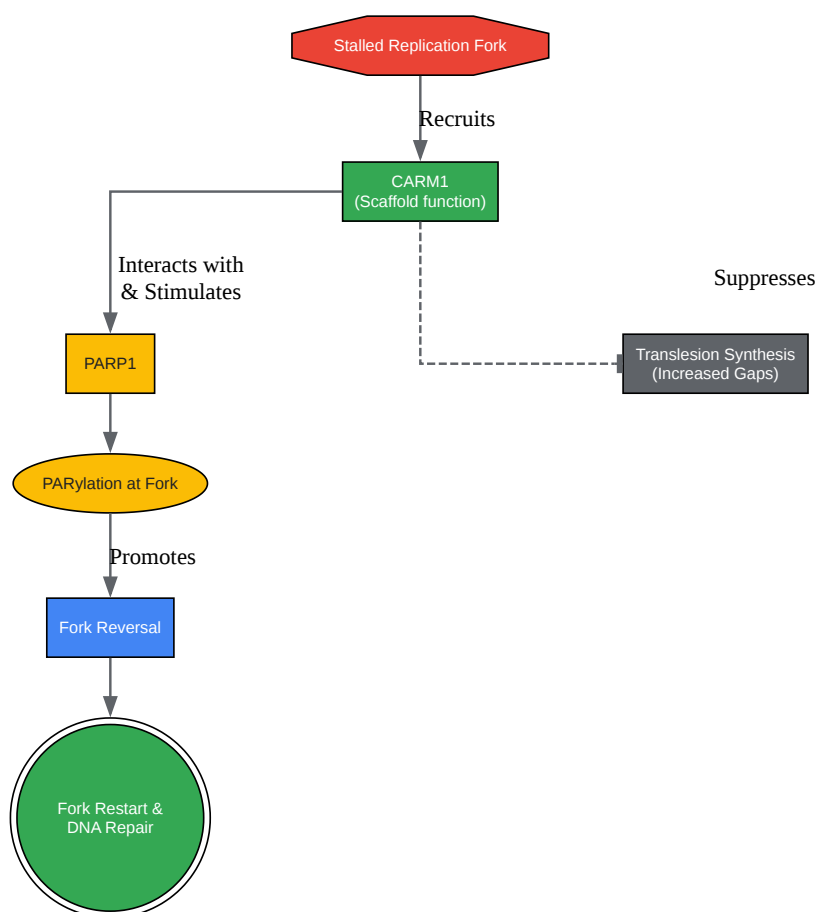 Stalled Replication Fork
Recruits
CARM1
(Scaffold function)
Interacts with
& Stimulates
Suppresses
PARP1
Translesion Synthesis
(Increased Gaps)
PARylation at Fork
Promotes
Fork Reversal
Fork Restart &
DNA Repair